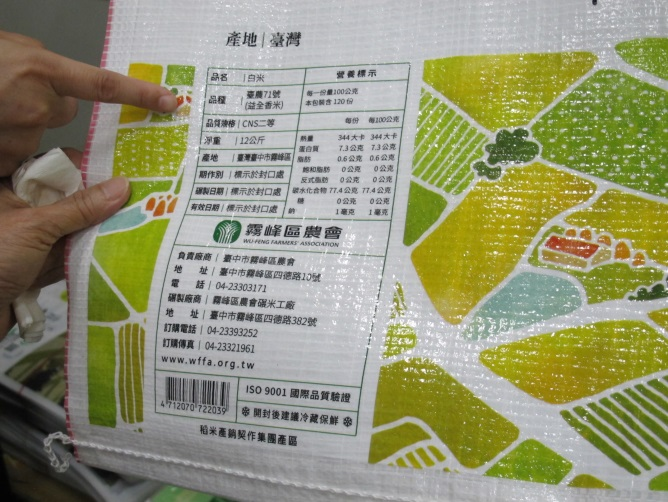 產地 | 臺灣
品名 | 白米
品種 | 臺農71號
(益全香米)
品質規格 | CNS二等
淨重 | 12公斤
產地 | 臺灣臺中市霧峰區
期作別 | 標示於封口處
碾製日期 | 標示於封口處
有效日期 | 標示於封口處
營養標示
每一份量100公克
本包裝含 120份
每份 每100公克
熱量 344大卡 344大卡
蛋白質 7.3公克 7.3公克
脂肪 0.6公克 0.6公克
飽和脂肪 0公克 0公克
反式脂肪 0公克 0公克
碳水化合物 77.4公克 77.4公克
糖 0公克 0公克
鈉 1毫克 1毫克
霧峰區農會
WU-FENG FARMERS' ASSOCIATION
負責廠商 | 臺中市霧峰區農會
地址 | 臺中市霧峰區四德路10號
電話 | 04-23303171
碾製廠商 | 霧峰區農會碾米工廠
地址 | 臺中市霧峰區四德路382號
訂購電話 | 04-23393252
訂購傳真 | 04-23321961
www.wffa.org.tw
4712070722039
ISO 9001 國際品質驗證
❄ 開封後建議冷藏保鮮 ❄
稻米產銷契作集團產區